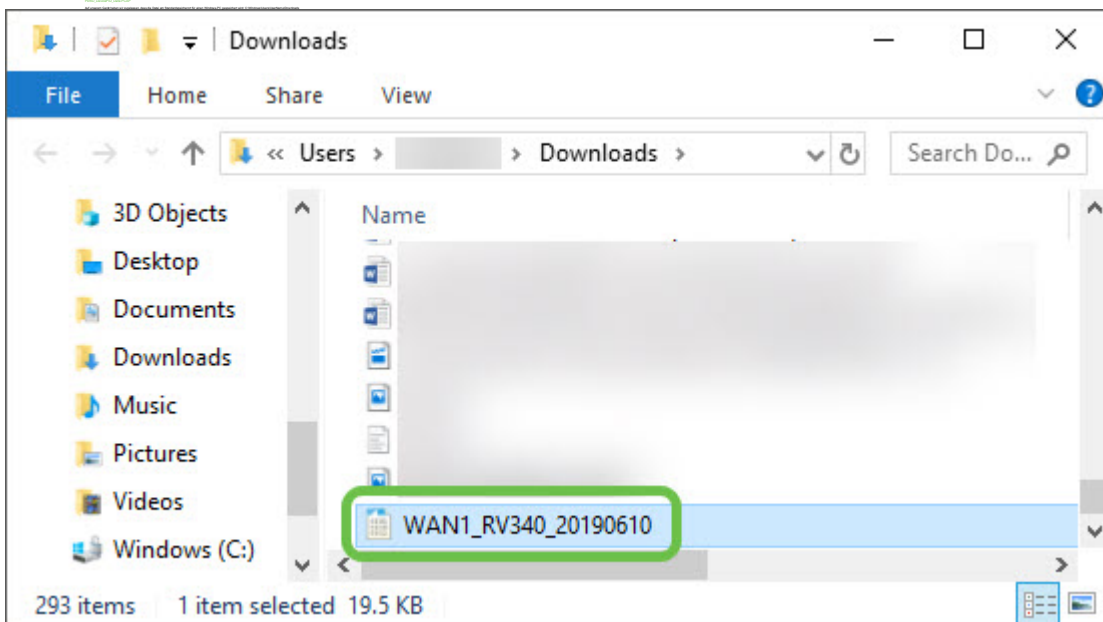 Downloads
File Home Share View
« Users > > Downloads > Search Do...
3D Objects
Name
Desktop
Documents
Downloads
Music
Pictures
Videos
WAN1_RV340_20190610
Windows (C:)
293 items 1 item selected 19.5 KB